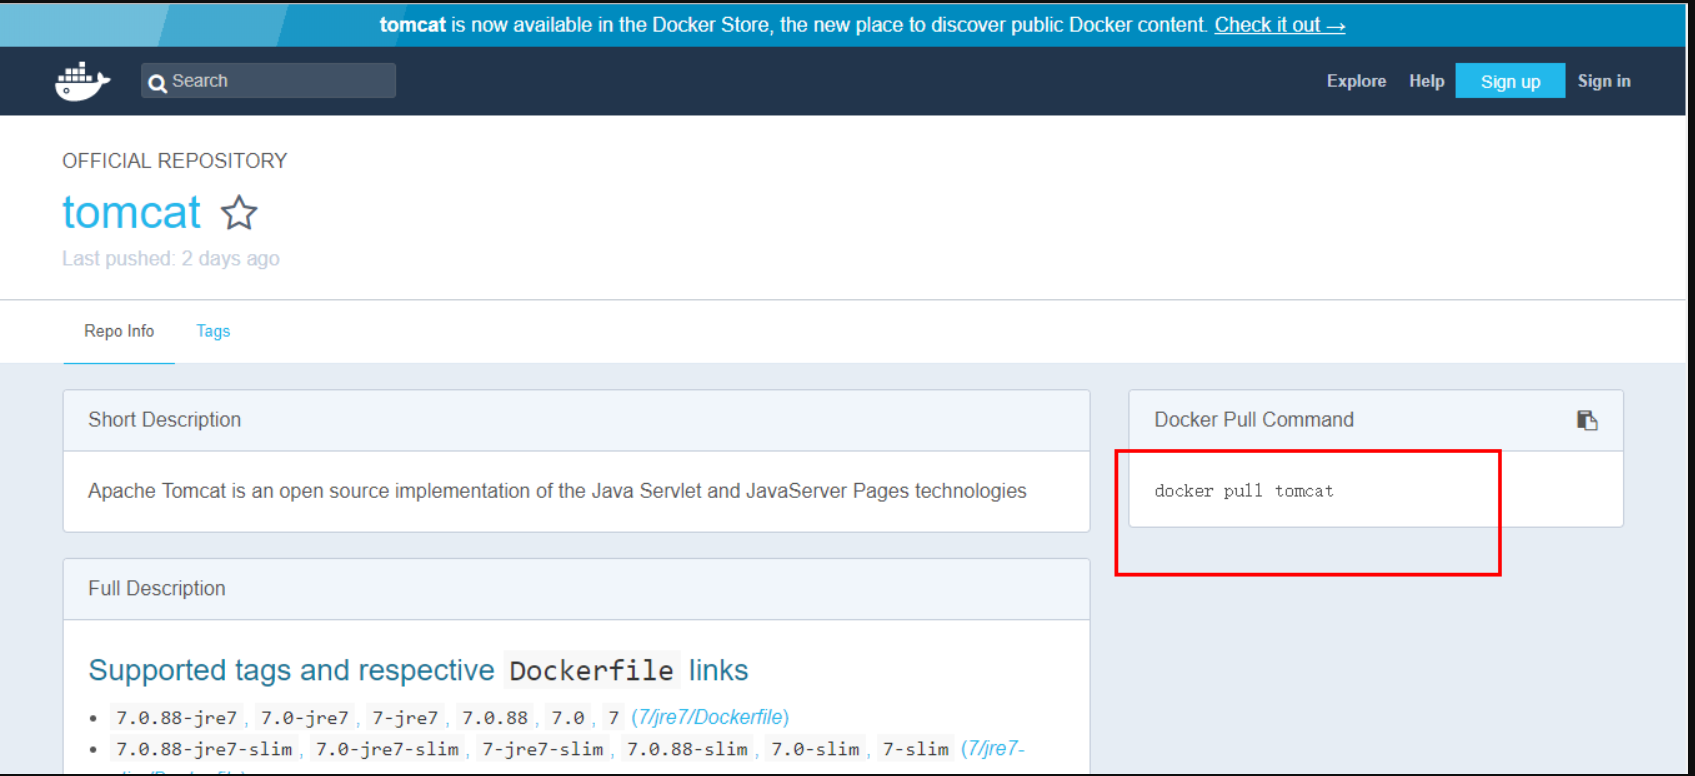 tomcat is now available in the Docker Store, the new place to discover public Docker content. Check it out →
Search
Explore Help Sign up Sign in
OFFICIAL REPOSITORY
tomcat
Last pushed: 2 days ago
Repo Info Tags
Short Description
Apache Tomcat is an open source implementation of the Java Servlet and JavaServer Pages technologies
Docker Pull Command
docker pull tomcat
Full Description
Supported tags and respective Dockerfile links
• 7.0.88-jre7, 7.0-jre7, 7-jre7, 7.0.88, 7.0, 7 (7/jre7/Dockerfile)
• 7.0.88-jre7-slim, 7.0-jre7-slim, 7-jre7-slim, 7.0.88-slim, 7.0-slim, 7-slim (7/jre7-